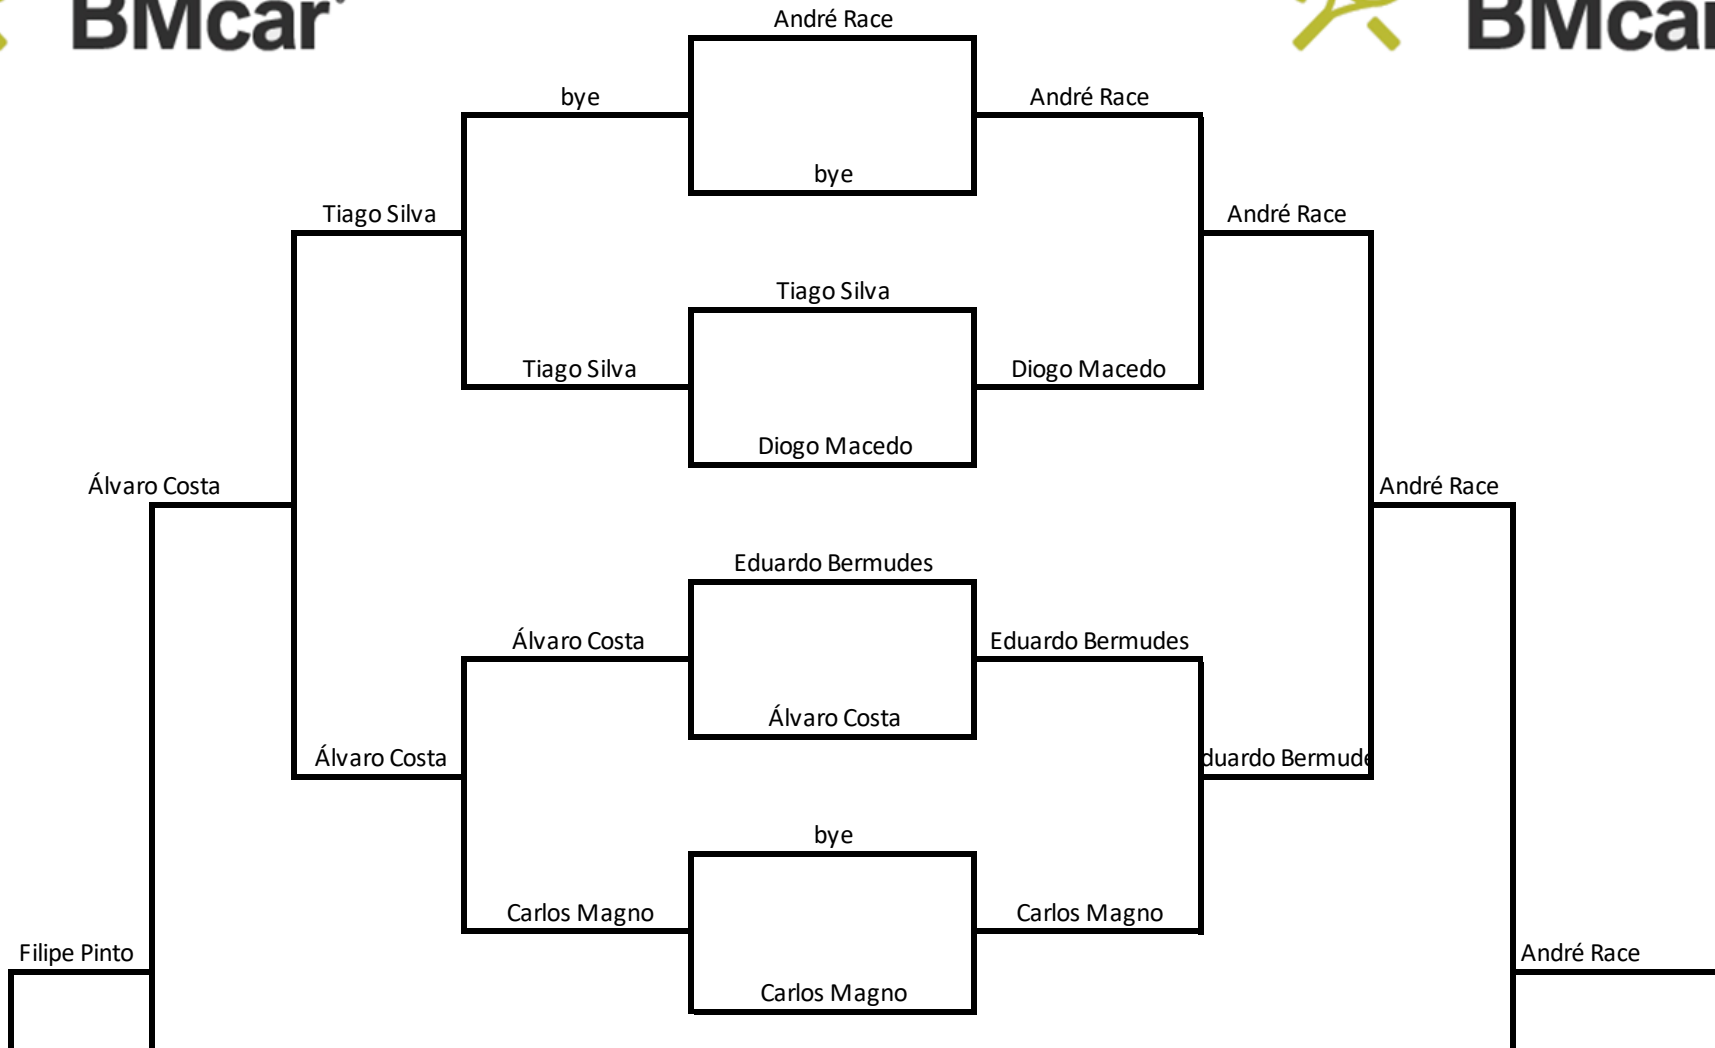 BMcar
BMcar
André Race
bye
André Race
bye
Tiago Silva
André Race
Tiago Silva
Tiago Silva
Diogo Macedo
Diogo Macedo
Álvaro Costa
André Race
Eduardo Bermudes
Álvaro Costa
Eduardo Bermudes
Álvaro Costa
Álvaro Costa
duardo Bermude
bye
Carlos Magno
Carlos Magno
Filipe Pinto
André Race
Carlos Magno